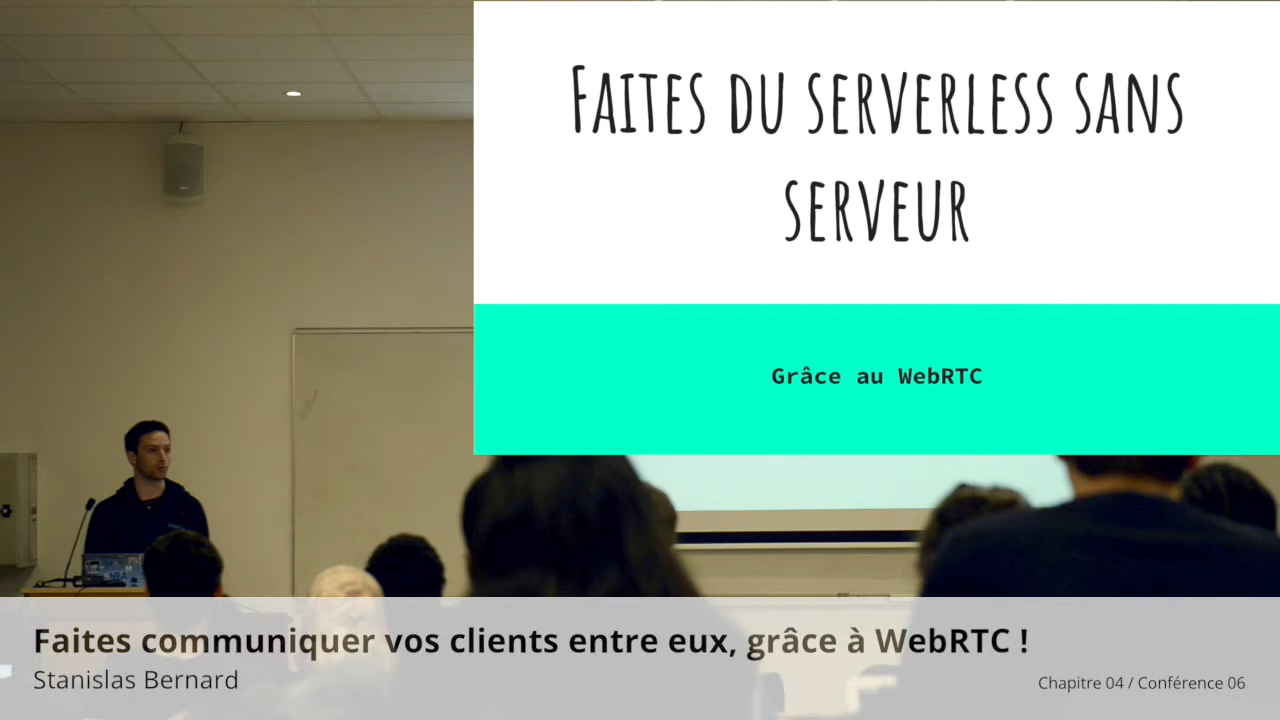 Faites du serverless sans
serveur
Grâce au WebRTC
Faites communiquer vos clients entre eux, grâce à WebRTC !
Stanislas Bernard
Chapitre 04 / Conférence 06